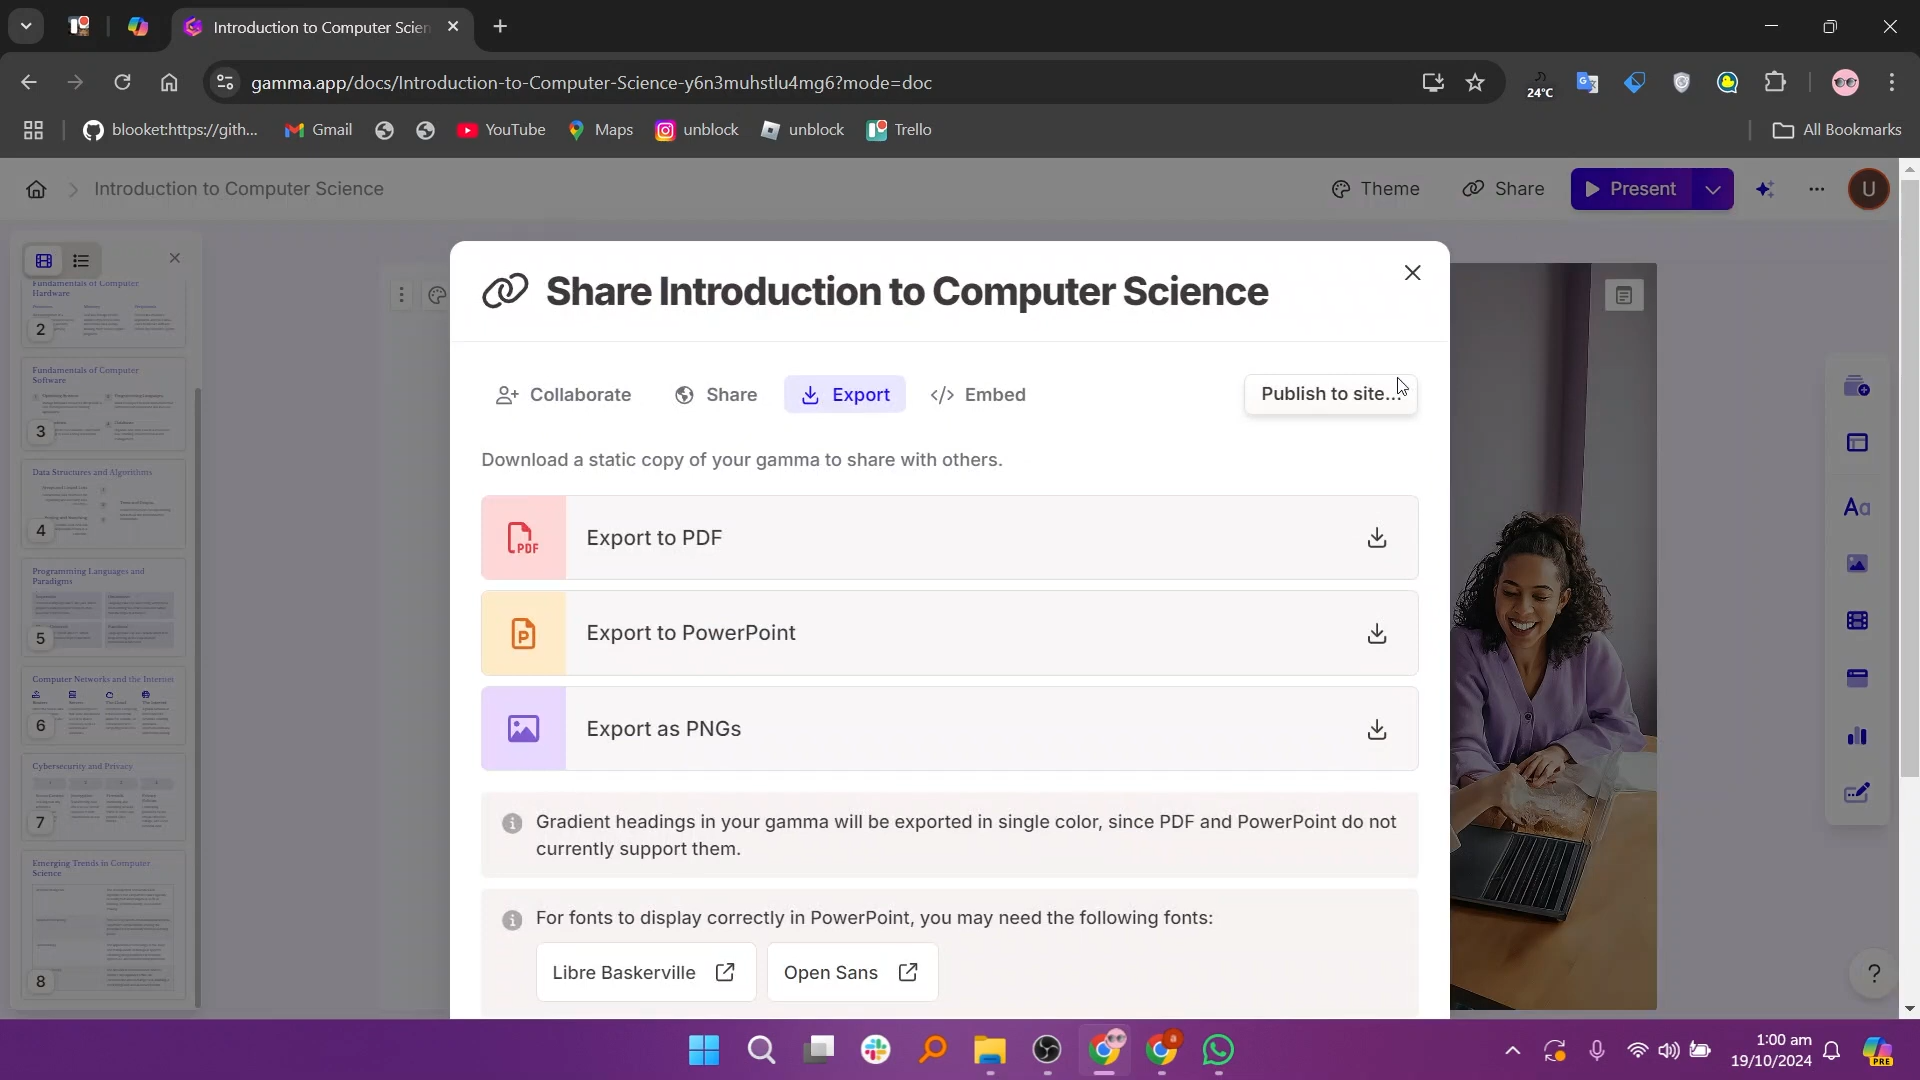 Introduction to Computer Scien
gamma.app/docs/Introduction-to-Computer-Science-y6n3muhstlu4mg6?mode=doc
24°C
blooket:https://gith...
Gmail
YouTube
Maps
unblock
unblock
Trello
All Bookmarks
Introduction to Computer Science
Theme
Share
Present
U
Share Introduction to Computer Science
Collaborate
Share
Export
Embed
Publish to site...
Download a static copy of your gamma to share with others.
PDF
Export to PDF
P
Export to PowerPoint
Export as PNGs
Gradient headings in your gamma will be exported in single color, since PDF and PowerPoint do not
currently support them.
For fonts to display correctly in PowerPoint, you may need the following fonts:
Libre Baskerville
Open Sans
Fundamentals of Computer
Hardware
2
Fundamentals of Computer
Software
3
Data Structures and Algorithms
4
Programming Languages and
Paradigms
5
Computer Networks and the Internet
6
Cybersecurity and Privacy
7
Emerging Trends in Computer
Science
8
Aa
?
1:00 am
19/10/2024
PRE